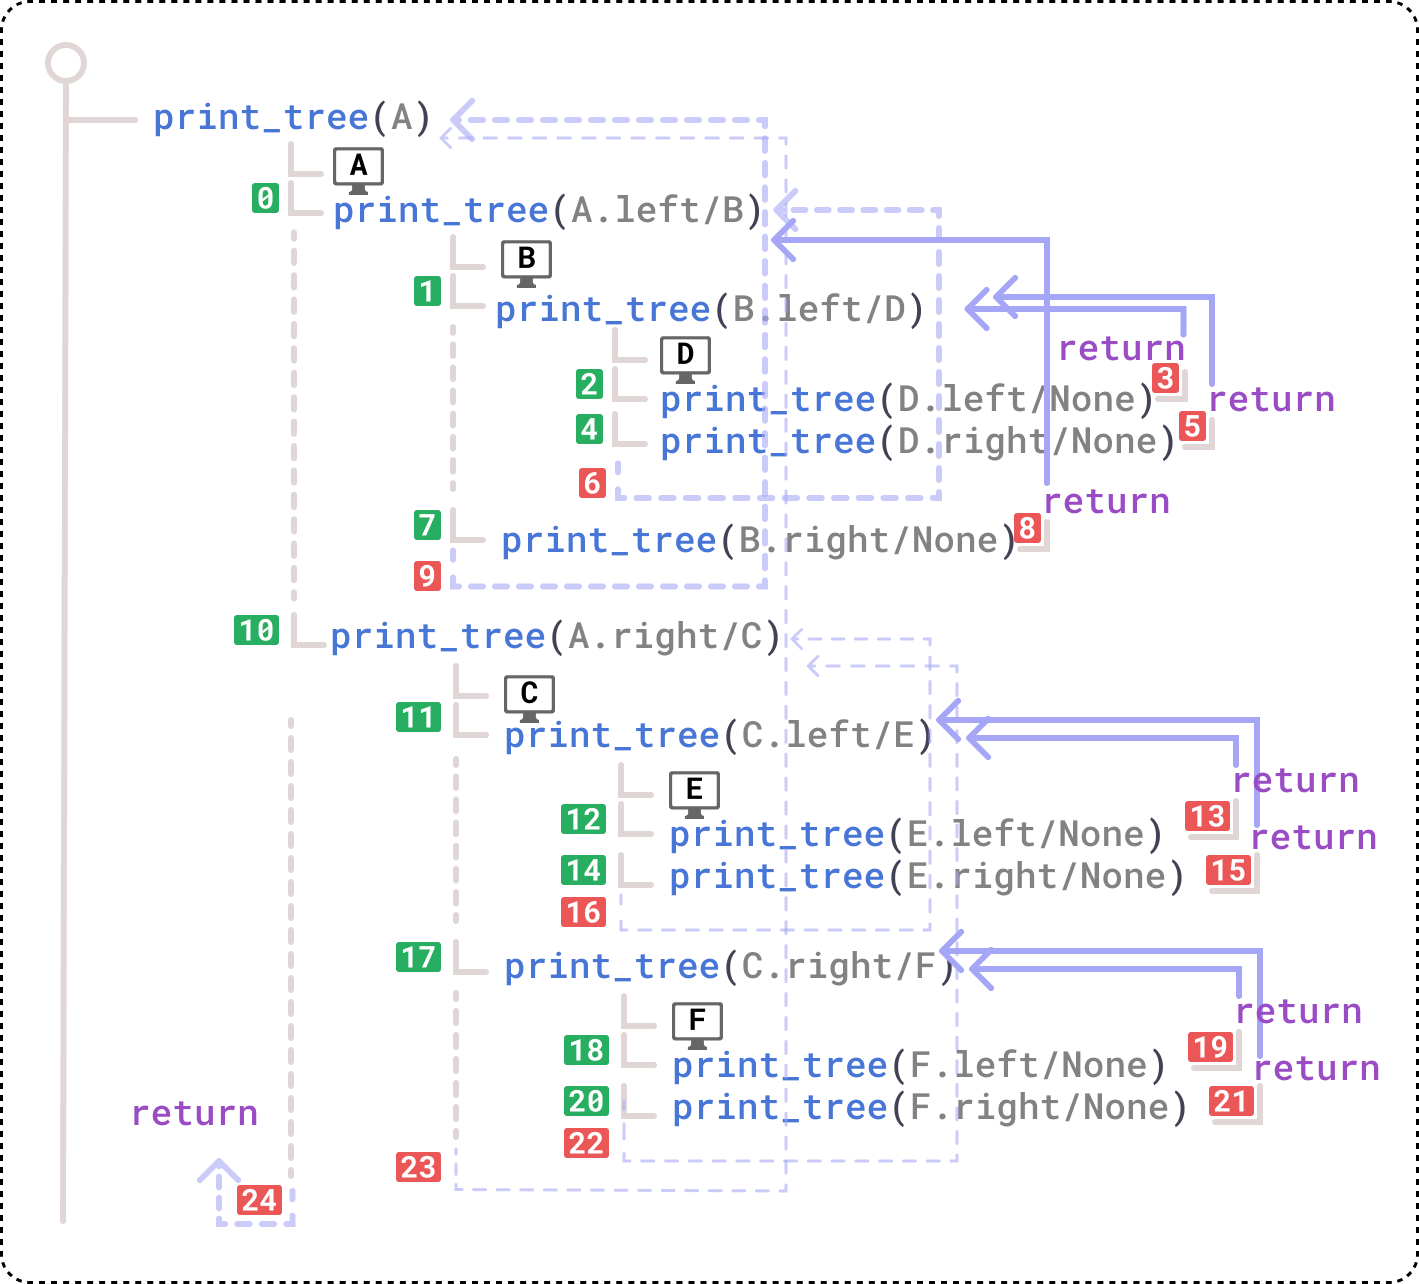 print_tree(A)
A
0
print_tree(A.left/B)
B
1
print_tree(B.left/D)
return
D
2
print_tree(D.left/None)
3
return
4
print_tree(D.right/None)
5
6
return
7
print_tree(B.right/None)
8
9
10
print_tree(A.right/C)
C
11
print_tree(C.left/E)
return
E
12
print_tree(E.left/None)
13
return
14
print_tree(E.right/None)
15
16
17
print_tree(C.right/F)
return
F
18
print_tree(F.left/None)
19
return
20
print_tree(F.right/None)
21
return
22
23
24